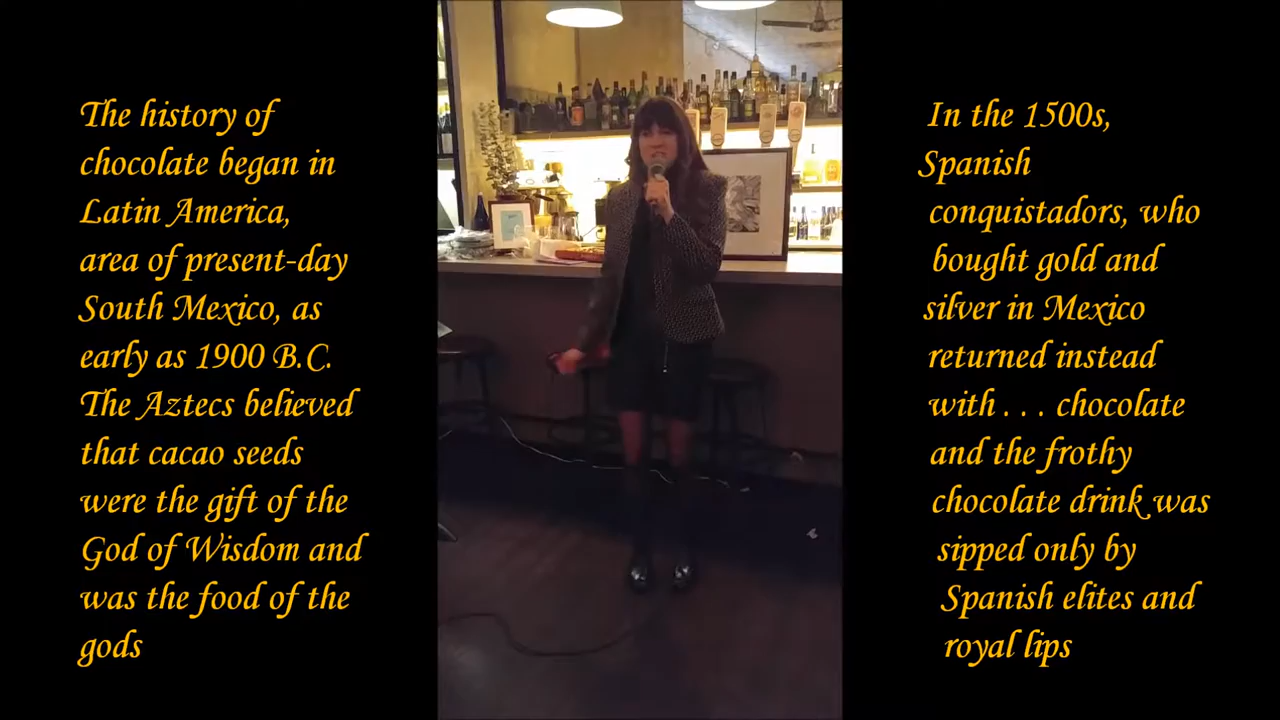 The history of
chocolate began in
Latin America,
area of present-day
South Mexico, as
early as 1900 B.C.
The Aztecs believed
that cacao seeds
were the gift of the
God of Wisdom and
was the food of the
gods
In the 1500s,
Spanish
conquistadors, who
bought gold and
silver in Mexico
returned instead
with . . . chocolate
and the frothy
chocolate drink was
sipped only by
Spanish elites and
royal lips